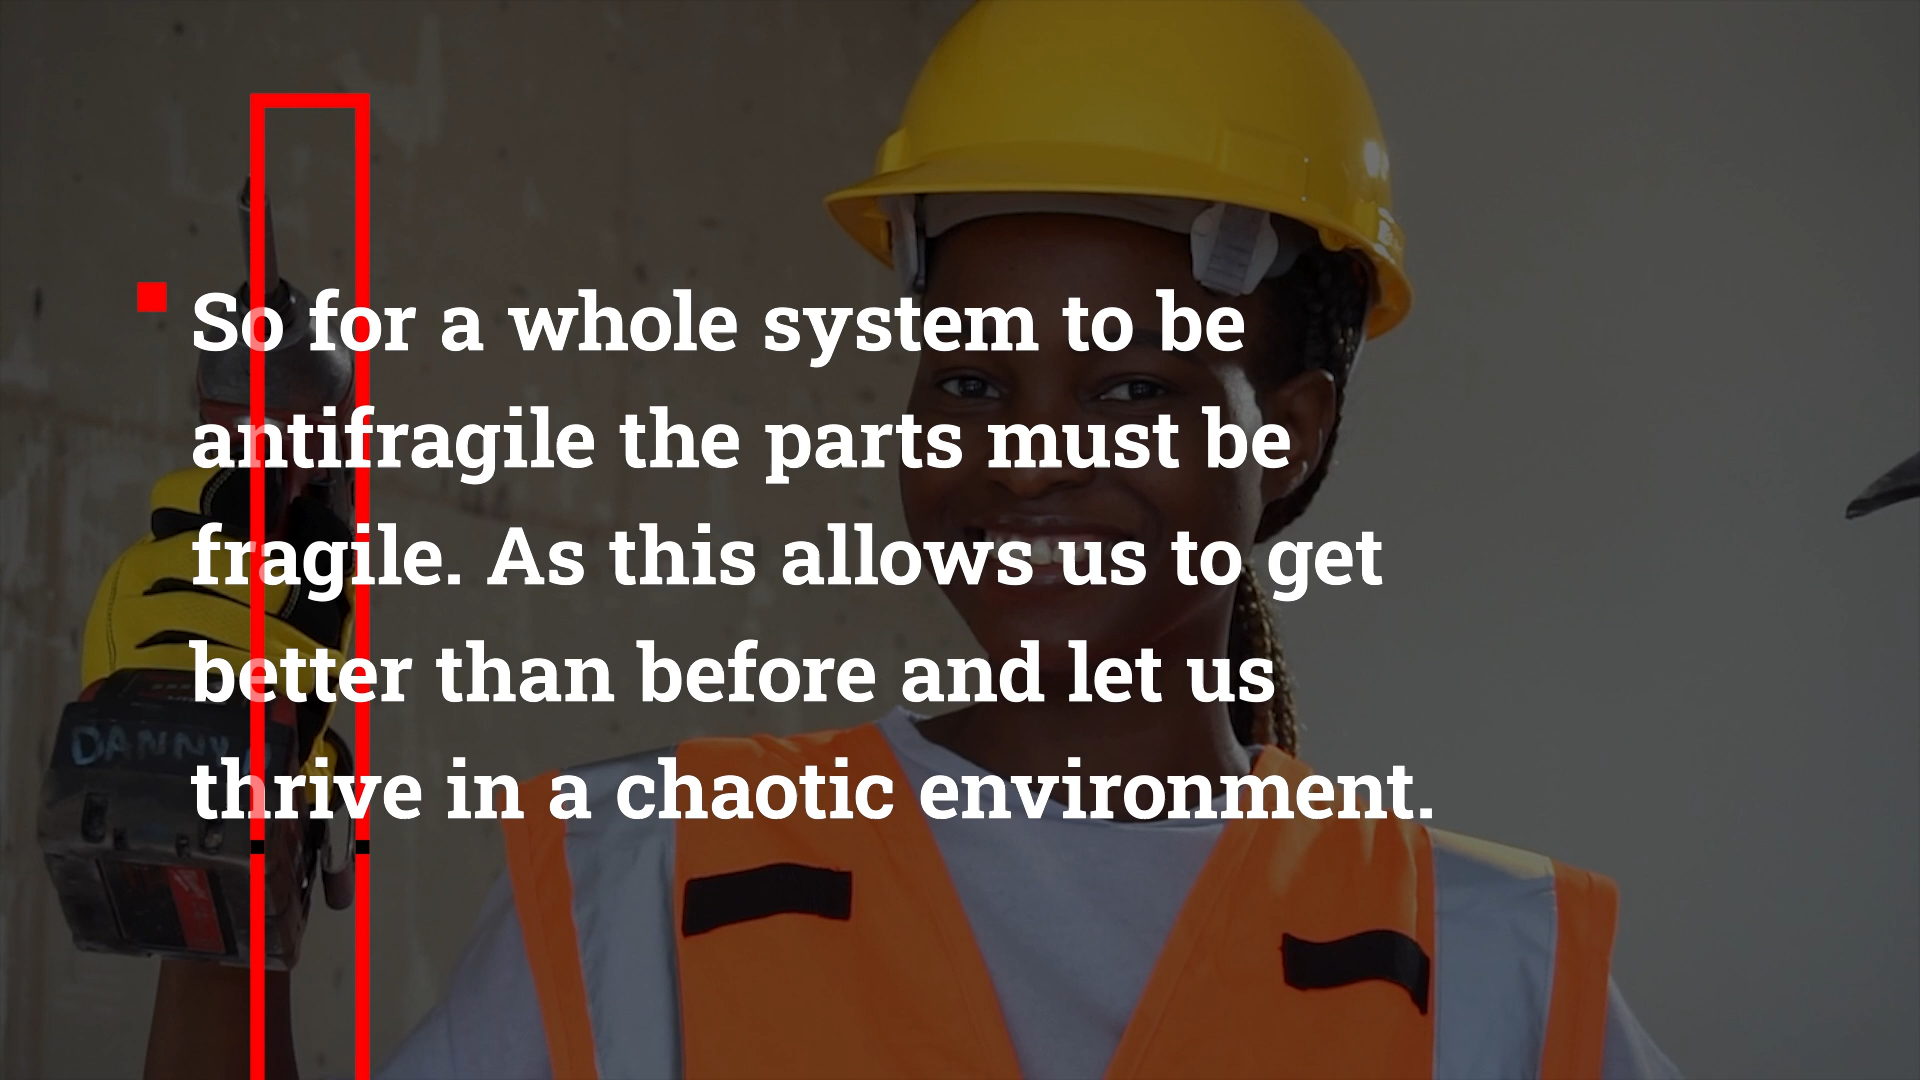 So for a whole system to be
antifragile the parts must be
fragile. As this allows us to get
better than before and let us
thrive in a chaotic environment.
DANNY